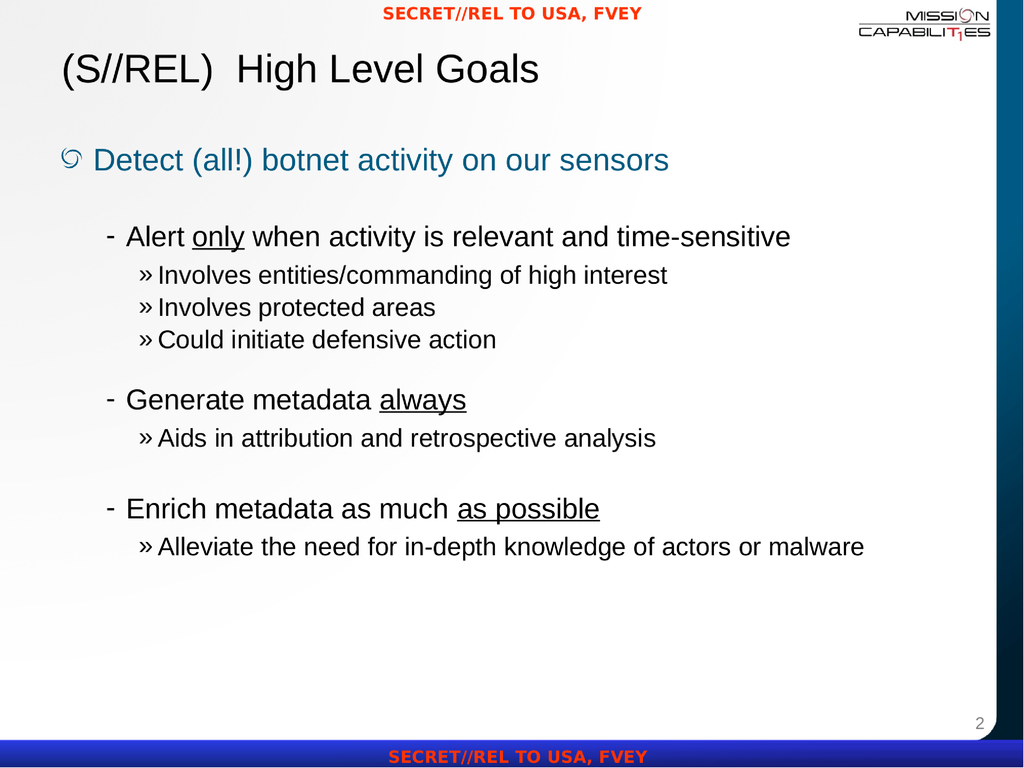 SECRET//REL TO USA, FVEY
MISSION
CAPABILIT1ES
(S//REL) High Level Goals
Detect (all!) botnet activity on our sensors
- Alert only when activity is relevant and time-sensitive
» Involves entities/commanding of high interest
» Involves protected areas
» Could initiate defensive action
- Generate metadata always
» Aids in attribution and retrospective analysis
- Enrich metadata as much as possible
» Alleviate the need for in-depth knowledge of actors or malware
2
SECRET//REL TO USA, FVEY